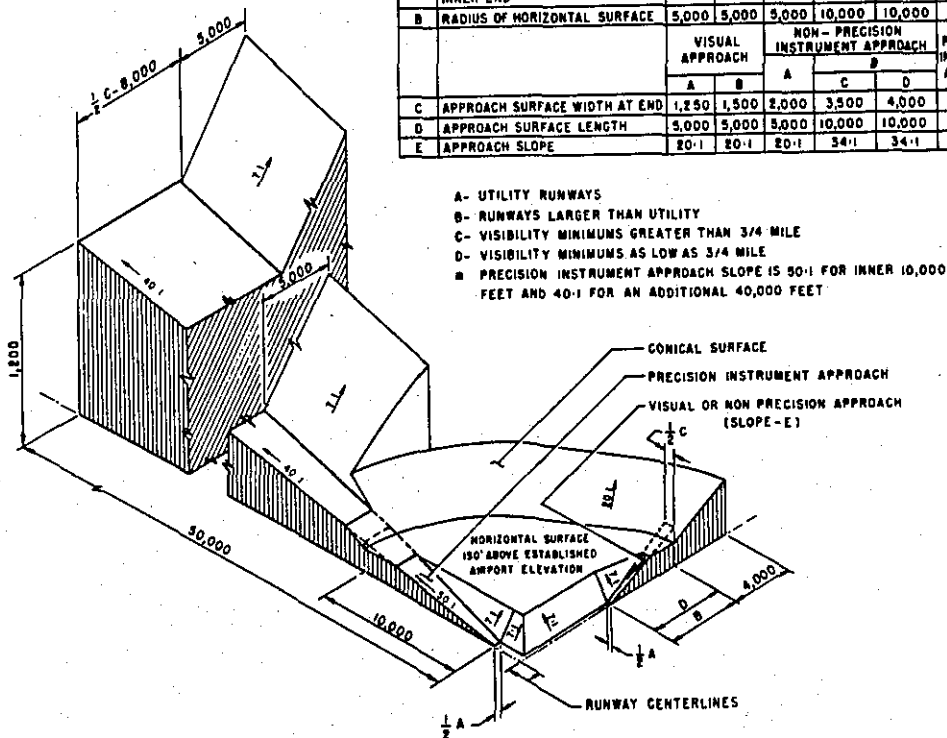 B RADIUS OF HORIZONTAL SURFACE 5,000 5,000 5,000 10,000 10,000
VISUAL APPROACH
NON-PRECISION INSTRUMENT APPROACH
A B A B
C D
C APPROACH SURFACE WIDTH AT END 1,250 1,500 2,000 3,500 4,000
D APPROACH SURFACE LENGTH 5,000 5,000 5,000 10,000 10,000
E APPROACH SLOPE 20:1 20:1 20:1 34:1 34:1
A- UTILITY RUNWAYS
B- RUNWAYS LARGER THAN UTILITY
C- VISIBILITY MINIMUMS GREATER THAN 3/4 MILE
D- VISIBILITY MINIMUMS AS LOW AS 3/4 MILE
PRECISION INSTRUMENT APPROACH SLOPE IS 50:1 FOR INNER 10,000
FEET AND 40:1 FOR AN ADDITIONAL 40,000 FEET
5,000
1/2 C-8,000
7:1
40:1
5,000
1,200
7:1
CONICAL SURFACE
PRECISION INSTRUMENT APPROACH
VISUAL OR NON PRECISION APPROACH
(SLOPE-E)
1/2 C
40:1
20:1
50,000
HORIZONTAL SURFACE
150' ABOVE ESTABLISHED
AIRPORT ELEVATION
7:1
50:1
4,000
10,000
7:1
7:1
7:1
D
B
1/2 A
RUNWAY CENTERLINES
1/2 A